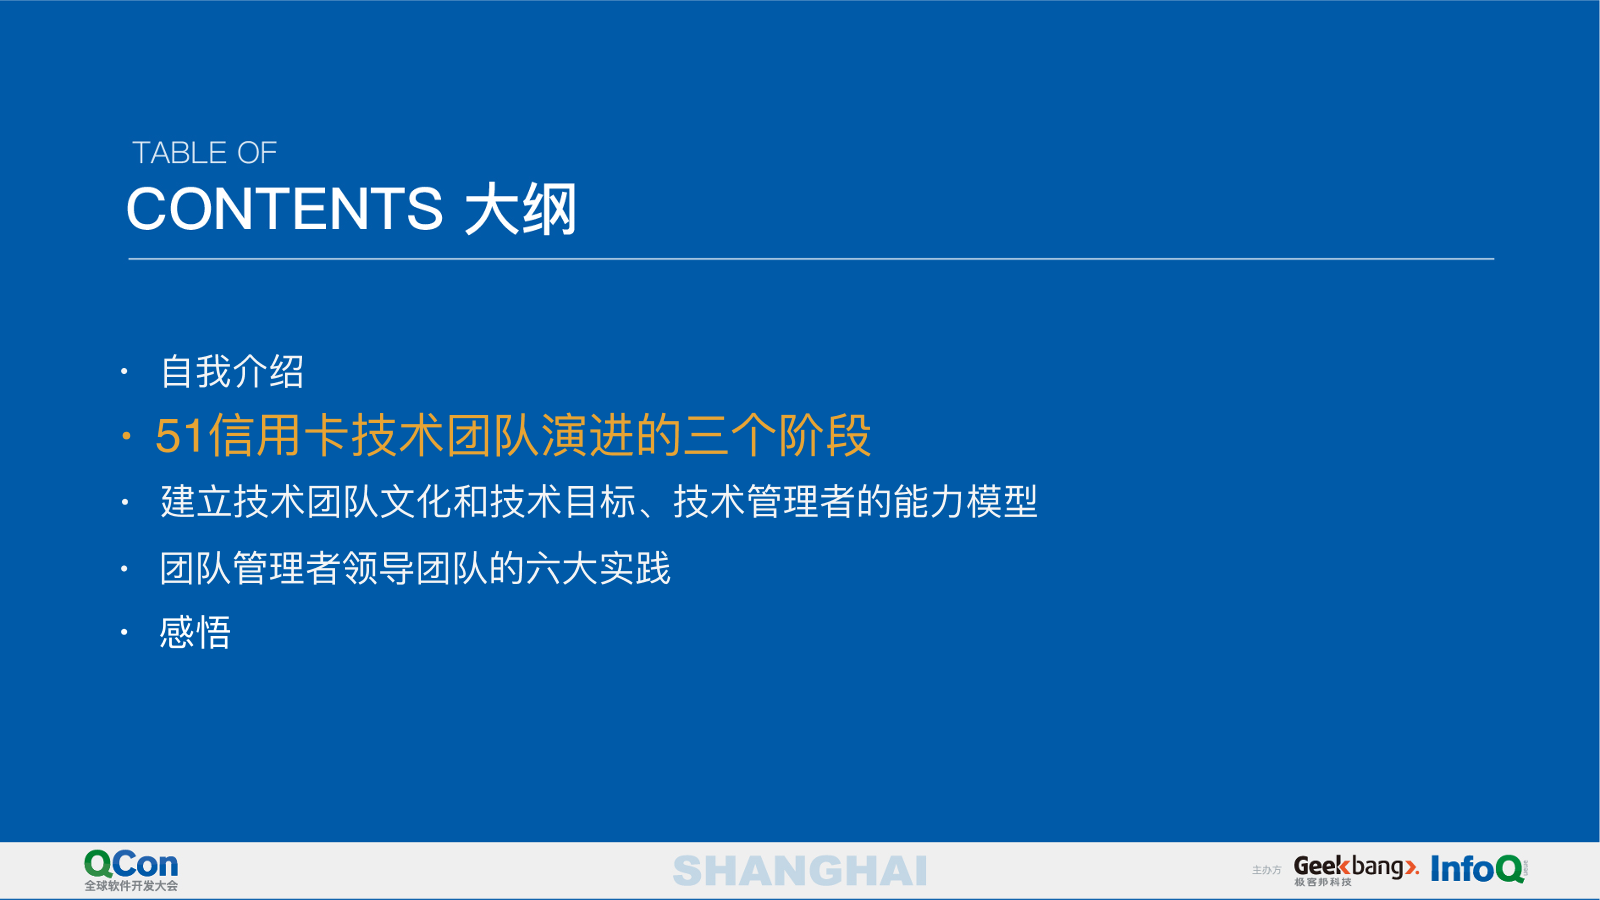 TABLE OF
CONTENTS 大纲
· 自我介绍
· 51信用卡技术团队演进的三个阶段
· 建立技术团队文化和技术目标、技术管理者的能力模型
· 团队管理者领导团队的六大实践
· 感悟
QCon
全球软件开发大会
SHANGHAI
主办方
Geekbang>.
极客邦科技
InfoQ